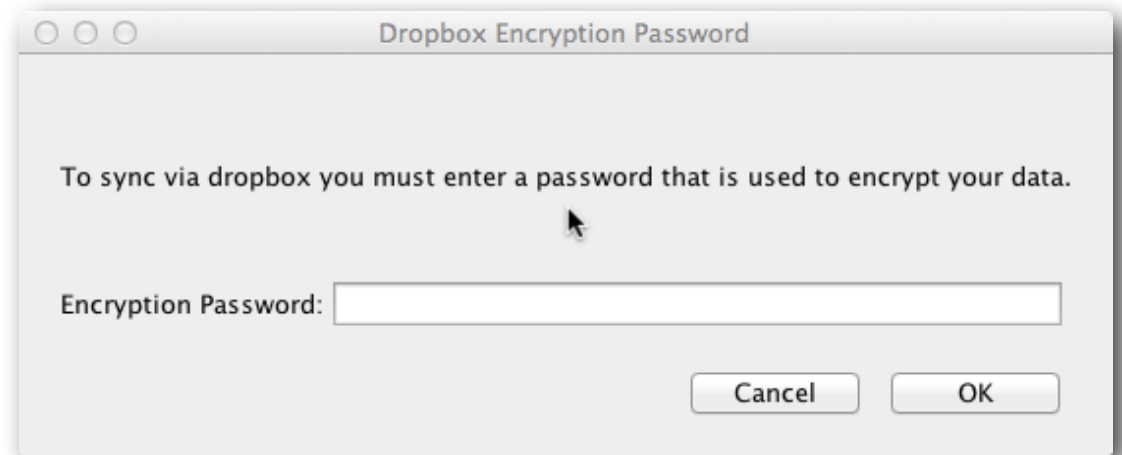 Dropbox Encryption Password
To sync via dropbox you must enter a password that is used to encrypt your data.
Encryption Password:
Cancel OK